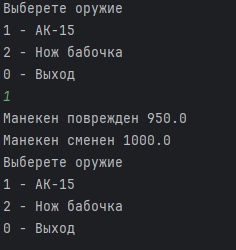 Выберете оружие
1 - АК-15
2 - Нож бабочка
0 - Выход
1
Манекен поврежден 950.0
Манекен сменен 1000.0
Выберете оружие
1 - АК-15
2 - Нож бабочка
0 - Выход